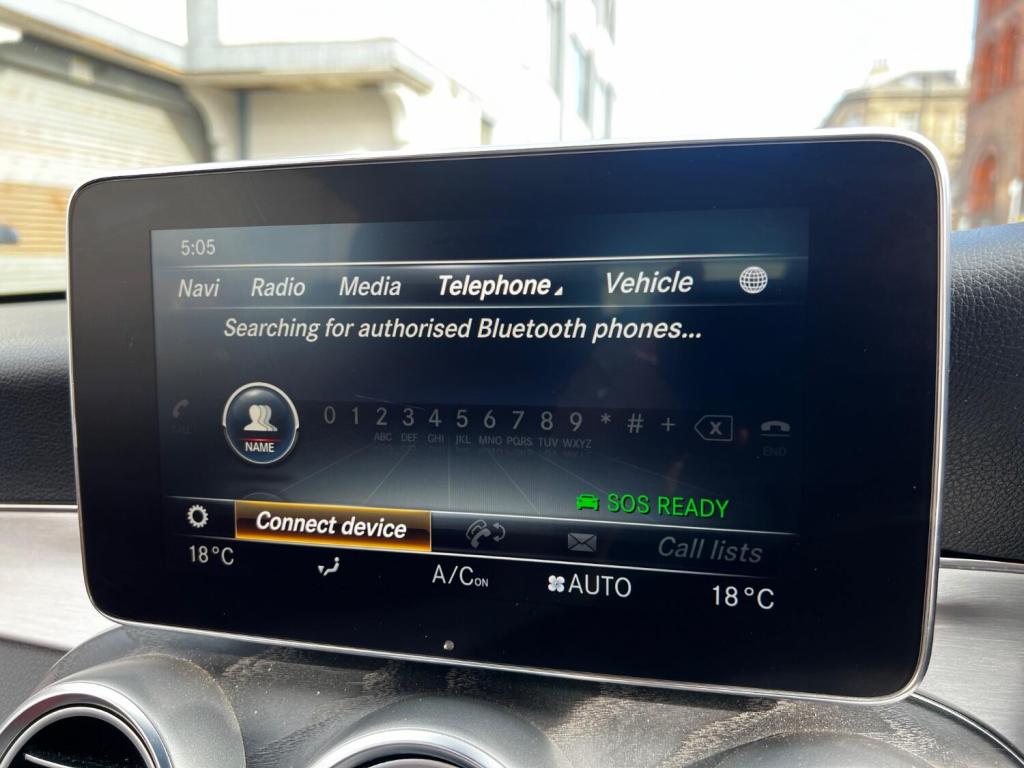 5:05
Navi Radio Media Telephone Vehicle
Searching for authorised Bluetooth phones...
NAME
CALL 0 1 2 3 4 5 6 7 8 9 * # + X END
ABC DEF GHI JKL MNO PQRS TUV WXYZ
SOS READY
Connect device Call lists
18°C A/C ON AUTO 18°C